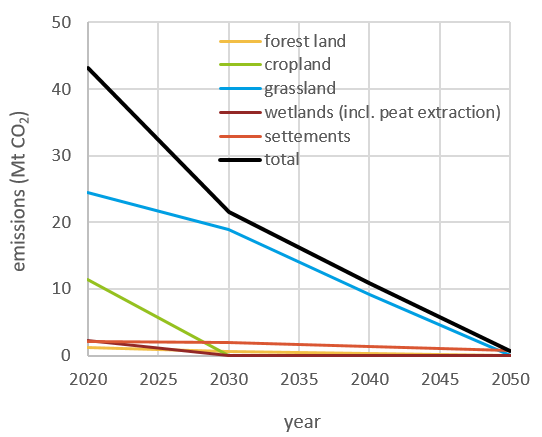 50
40
30
20
10
0
emissions (Mt CO₂)
forest land
cropland
grassland
wetlands (incl. peat extraction)
settements
total
2020 2025 2030 2035 2040 2045 2050
year